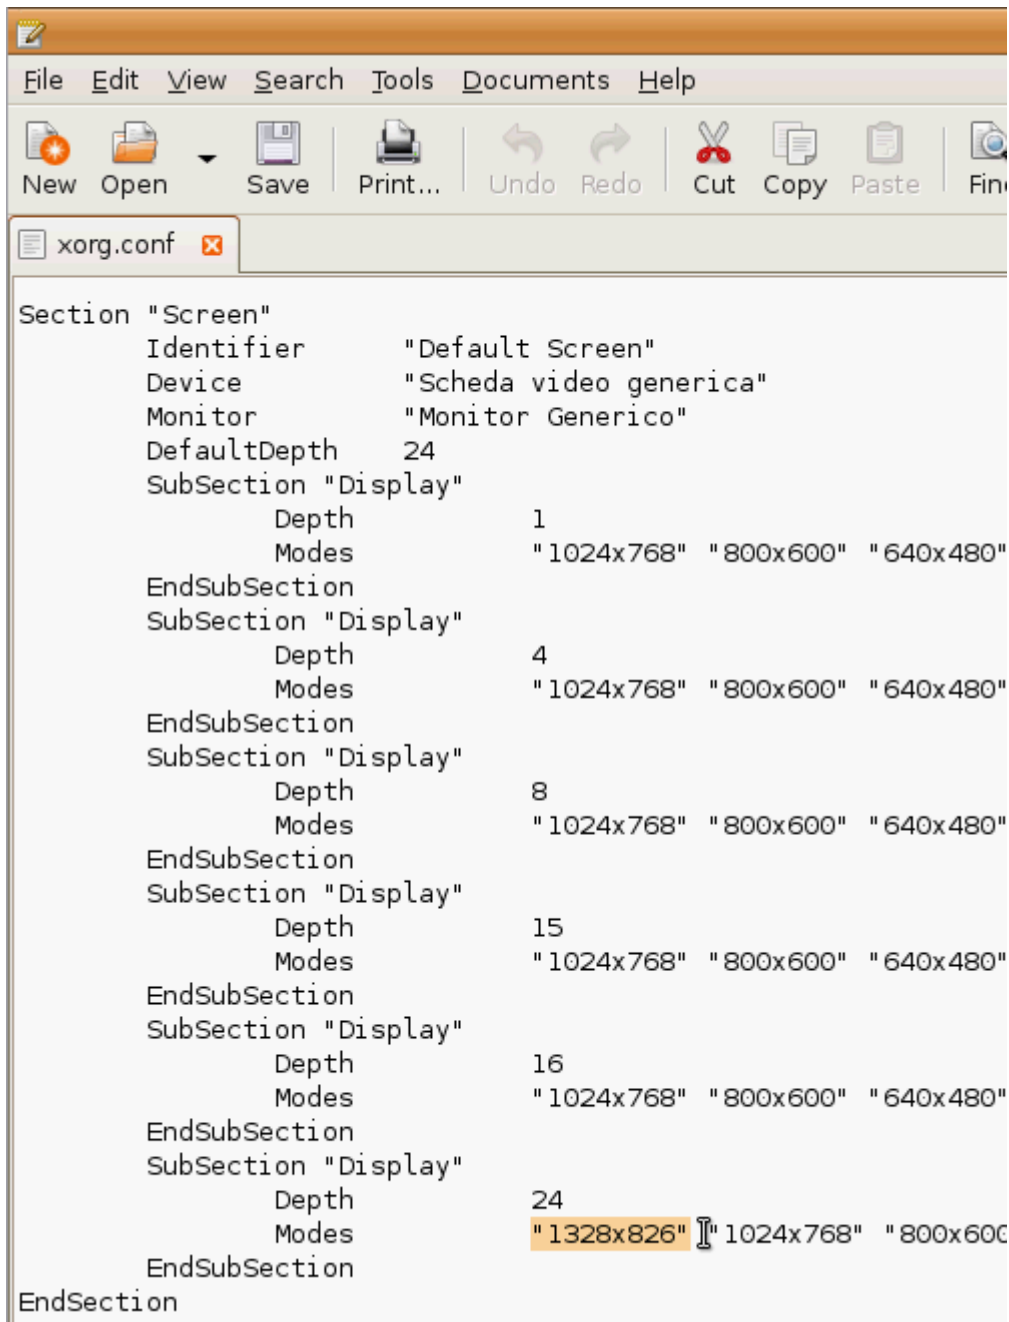 File Edit View Search Tools Documents Help
New Open Save Print... Undo Redo Cut Copy Paste
xorg.conf
Section "Screen"
Identifier "Default Screen"
Device "Scheda video generica"
Monitor "Monitor Generico"
DefaultDepth 24
SubSection "Display"
Depth 1
Modes "1024x768" "800x600" "640x480"
EndSubSection
SubSection "Display"
Depth 4
Modes "1024x768" "800x600" "640x480"
EndSubSection
SubSection "Display"
Depth 8
Modes "1024x768" "800x600" "640x480"
EndSubSection
SubSection "Display"
Depth 15
Modes "1024x768" "800x600" "640x480"
EndSubSection
SubSection "Display"
Depth 16
Modes "1024x768" "800x600" "640x480"
EndSubSection
SubSection "Display"
Depth 24
Modes "1328x826" "1024x768" "800x600
EndSubSection
EndSection